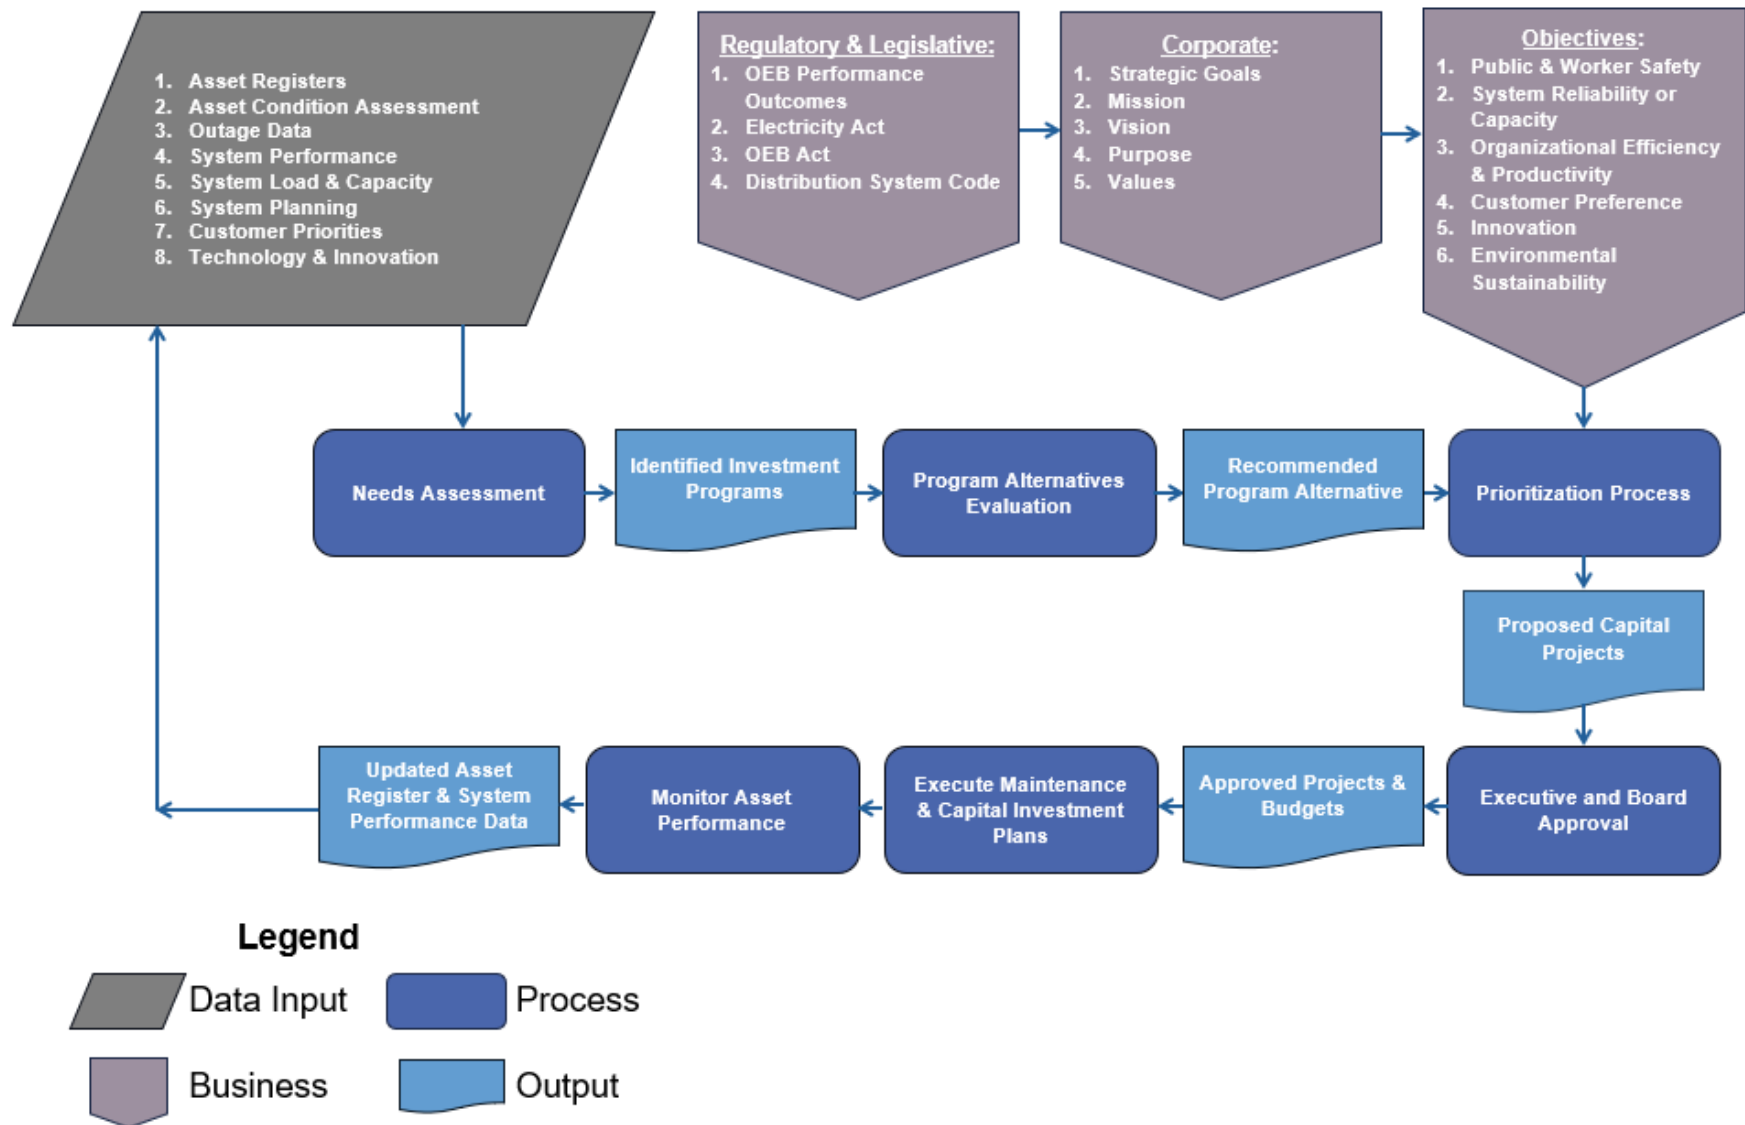 1. Asset Registers
2. Asset Condition Assessment
3. Outage Data
4. System Performance
5. System Load & Capacity
6. System Planning
7. Customer Priorities
8. Technology & Innovation
Regulatory & Legislative:
1. OEB Performance
Outcomes
2. Electricity Act
3. OEB Act
4. Distribution System Code
Corporate:
1. Strategic Goals
2. Mission
3. Vision
4. Purpose
5. Values
Objectives:
1. Public & Worker Safety
2. System Reliability or
Capacity
3. Organizational Efficiency
& Productivity
4. Customer Preference
5. Innovation
6. Environmental
Sustainability
Needs Assessment
Identified Investment
Programs
Program Alternatives
Evaluation
Recommended
Program Alternative
Prioritization Process
Proposed Capital
Projects
Executive and Board
Approval
Approved Projects &
Budgets
Execute Maintenance
& Capital Investment
Plans
Monitor Asset
Performance
Updated Asset
Register & System
Performance Data
Legend
Data Input
Process
Business
Output